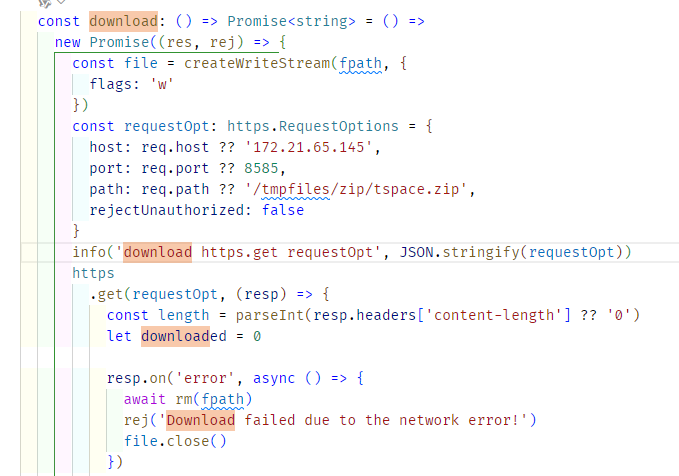 const download: () => Promise<string> = () =>
new Promise((res, rej) => {
const file = createWriteStream(fpath, {
flags: 'w'
})
const requestOpt: https.RequestOptions = {
host: req.host ?? '172.21.65.145',
port: req.port ?? 8585,
path: req.path ?? '/tmpfiles/zip/tspace.zip',
rejectUnauthorized: false
}
info('download https.get requestOpt', JSON.stringify(requestOpt))
https
.get(requestOpt, (resp) => {
const length = parseInt(resp.headers['content-length'] ?? '0')
let downloaded = 0
resp.on('error', async () => {
await rm(fpath)
rej('Download failed due to the network error!')
file.close()
})